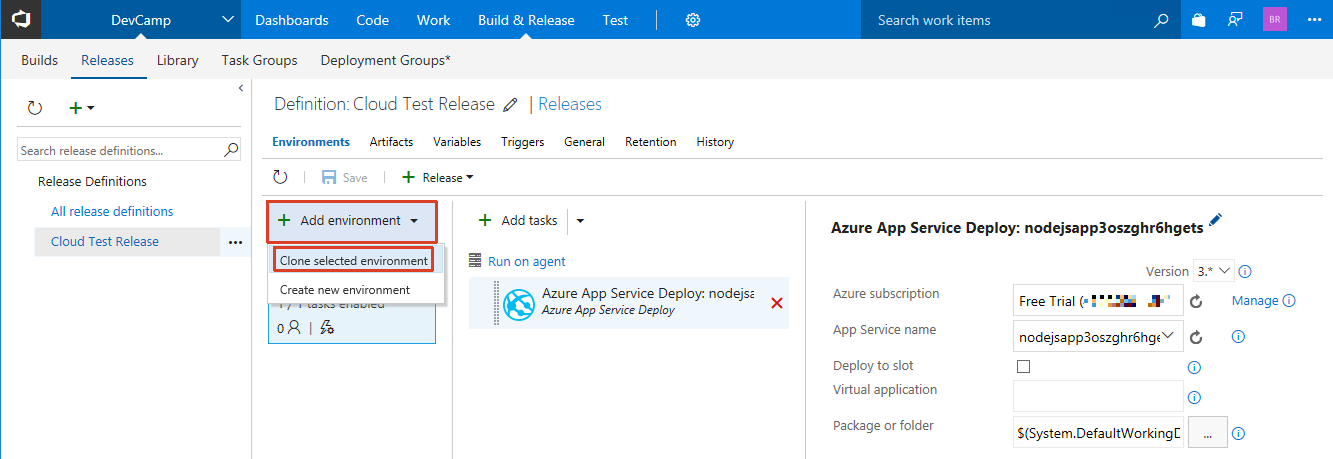 DevCamp Dashboards Code Work Build & Release Test Search work items BR
Builds Releases Library Task Groups Deployment Groups*
Definition: Cloud Test Release | Releases
Search release definitions...
Release Definitions
All release definitions
Cloud Test Release
Environments Artifacts Variables Triggers General Retention History
Save Release
Add environment
Clone selected environment
Create new environment
1 / 1 tasks enabled
0
Add tasks
Run on agent
Azure App Service Deploy: nodejsa
Azure App Service Deploy
Azure App Service Deploy: nodejsapp3oszghr6hgets
Version 3.*
Azure subscription Free Trial ( Manage
App Service name nodejsapp3oszghr6hge
Deploy to slot
Virtual application
Package or folder $(System.DefaultWorkingD ...